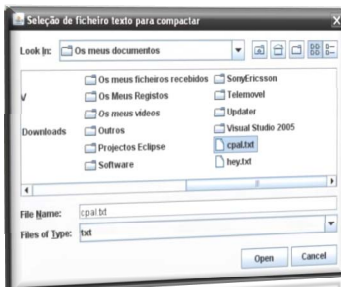 Seleção de ficheiro texto para compactar
Look In: Os meus documentos
Os meus ficheiros recebidos SonyEricsson
V Os Meus Registos Telemovel
Os meus vídeos Updater
Downloads Outros Visual Studio 2005
Projectos Eclipse cpal.txt
Software hey.txt
File Name: cpal.txt
Files of Type: txt
Open Cancel